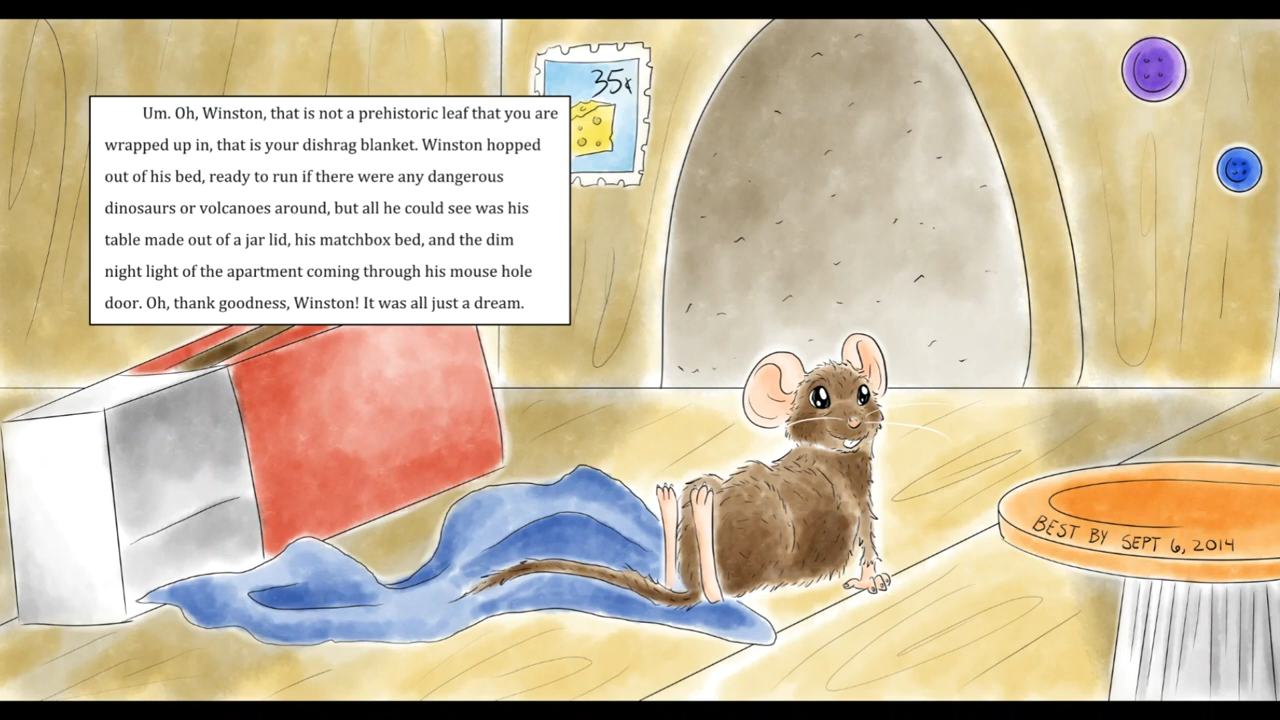 35¢
Um. Oh, Winston, that is not a prehistoric leaf that you are
wrapped up in, that is your dishrag blanket. Winston hopped
out of his bed, ready to run if there were any dangerous
dinosaurs or volcanoes around, but all he could see was his
table made out of a jar lid, his matchbox bed, and the dim
night light of the apartment coming through his mouse hole
door. Oh, thank goodness, Winston! It was all just a dream.
BEST BY SEPT 6, 2014